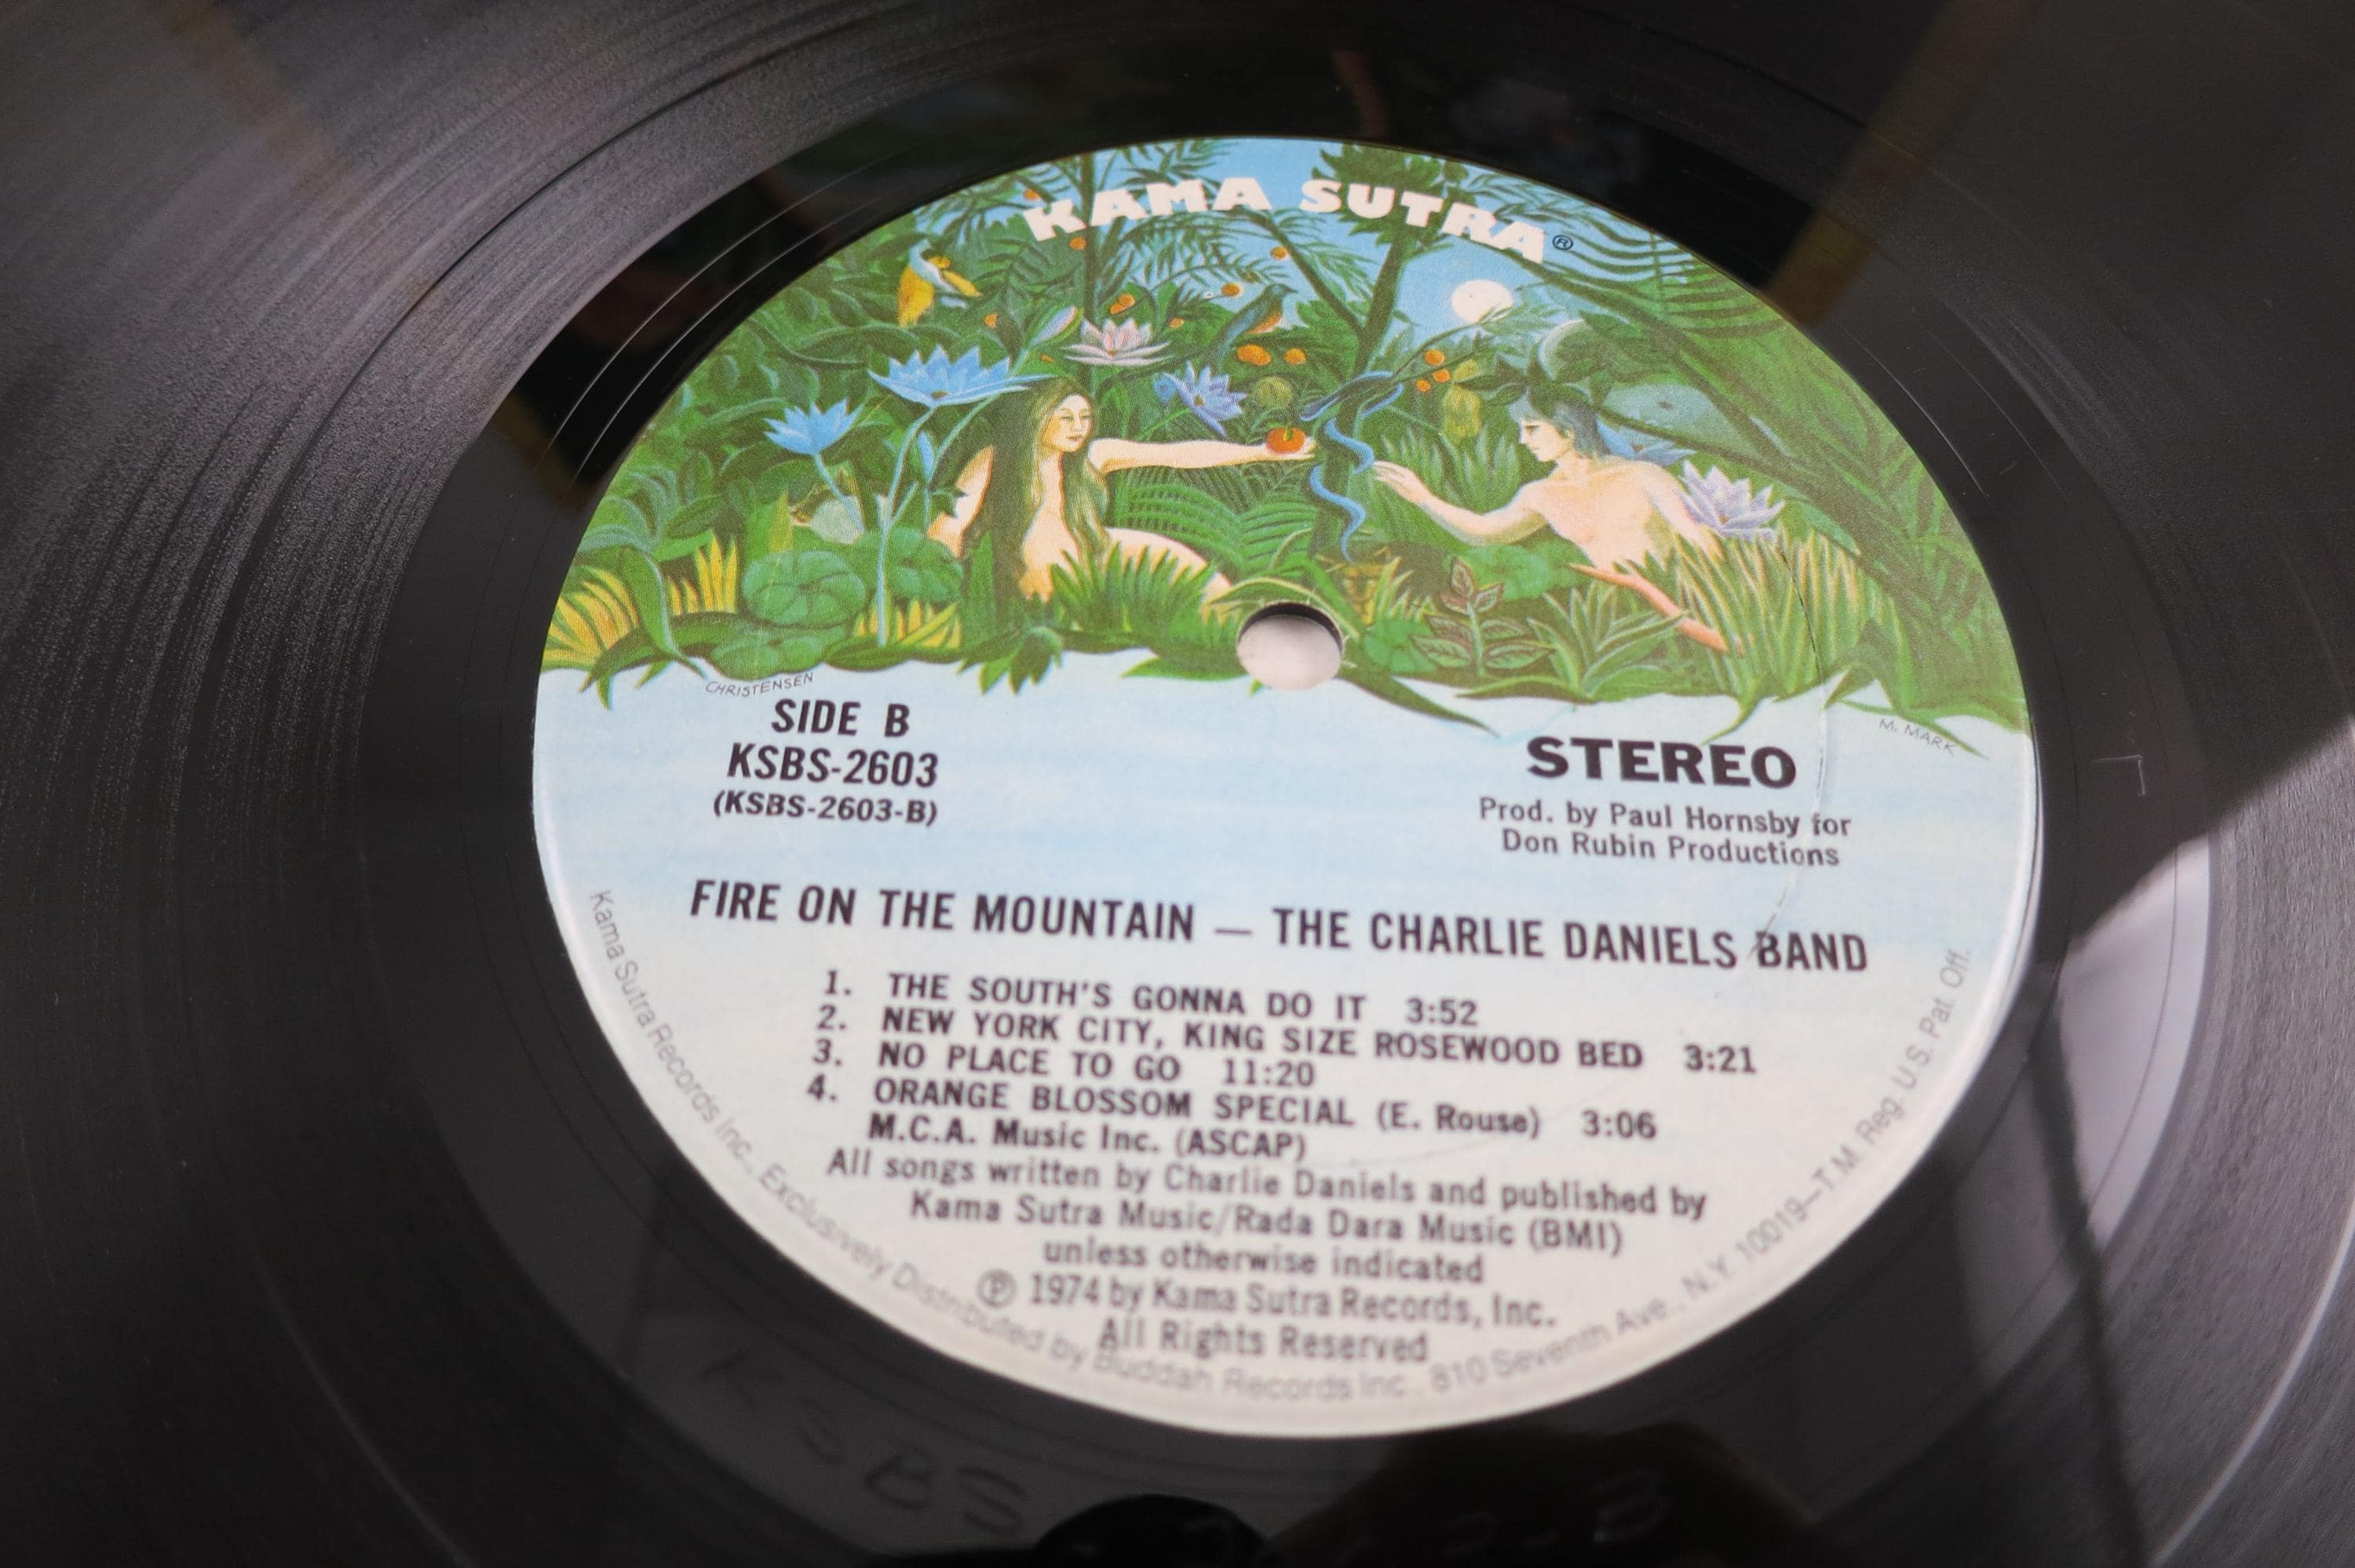 KAMA SUTRA®
CHRISTENSEN
M. MARK
SIDE B
KSBS-2603
(KSBS-2603-B)
STEREO
Prod. by Paul Hornsby for
Don Rubin Productions
FIRE ON THE MOUNTAIN — THE CHARLIE DANIELS BAND
1. THE SOUTH'S GONNA DO IT 3:52
2. NEW YORK CITY, KING SIZE ROSEWOOD BED 3:21
3. NO PLACE TO GO 11:20
4. ORANGE BLOSSOM SPECIAL (E. Rouse) 3:06
M.C.A. Music Inc. (ASCAP)
All songs written by Charlie Daniels and published by
Kama Sutra Music/Rada Dara Music (BMI)
unless otherwise indicated
℗ 1974 by Kama Sutra Records, Inc.
All Rights Reserved
Kama Sutra Records Inc., Exclusively Distributed by Buddah Records Inc. 810 Seventh Ave., N.Y. 10019—T.M. Reg. U.S. Pat. Off.
KSBS